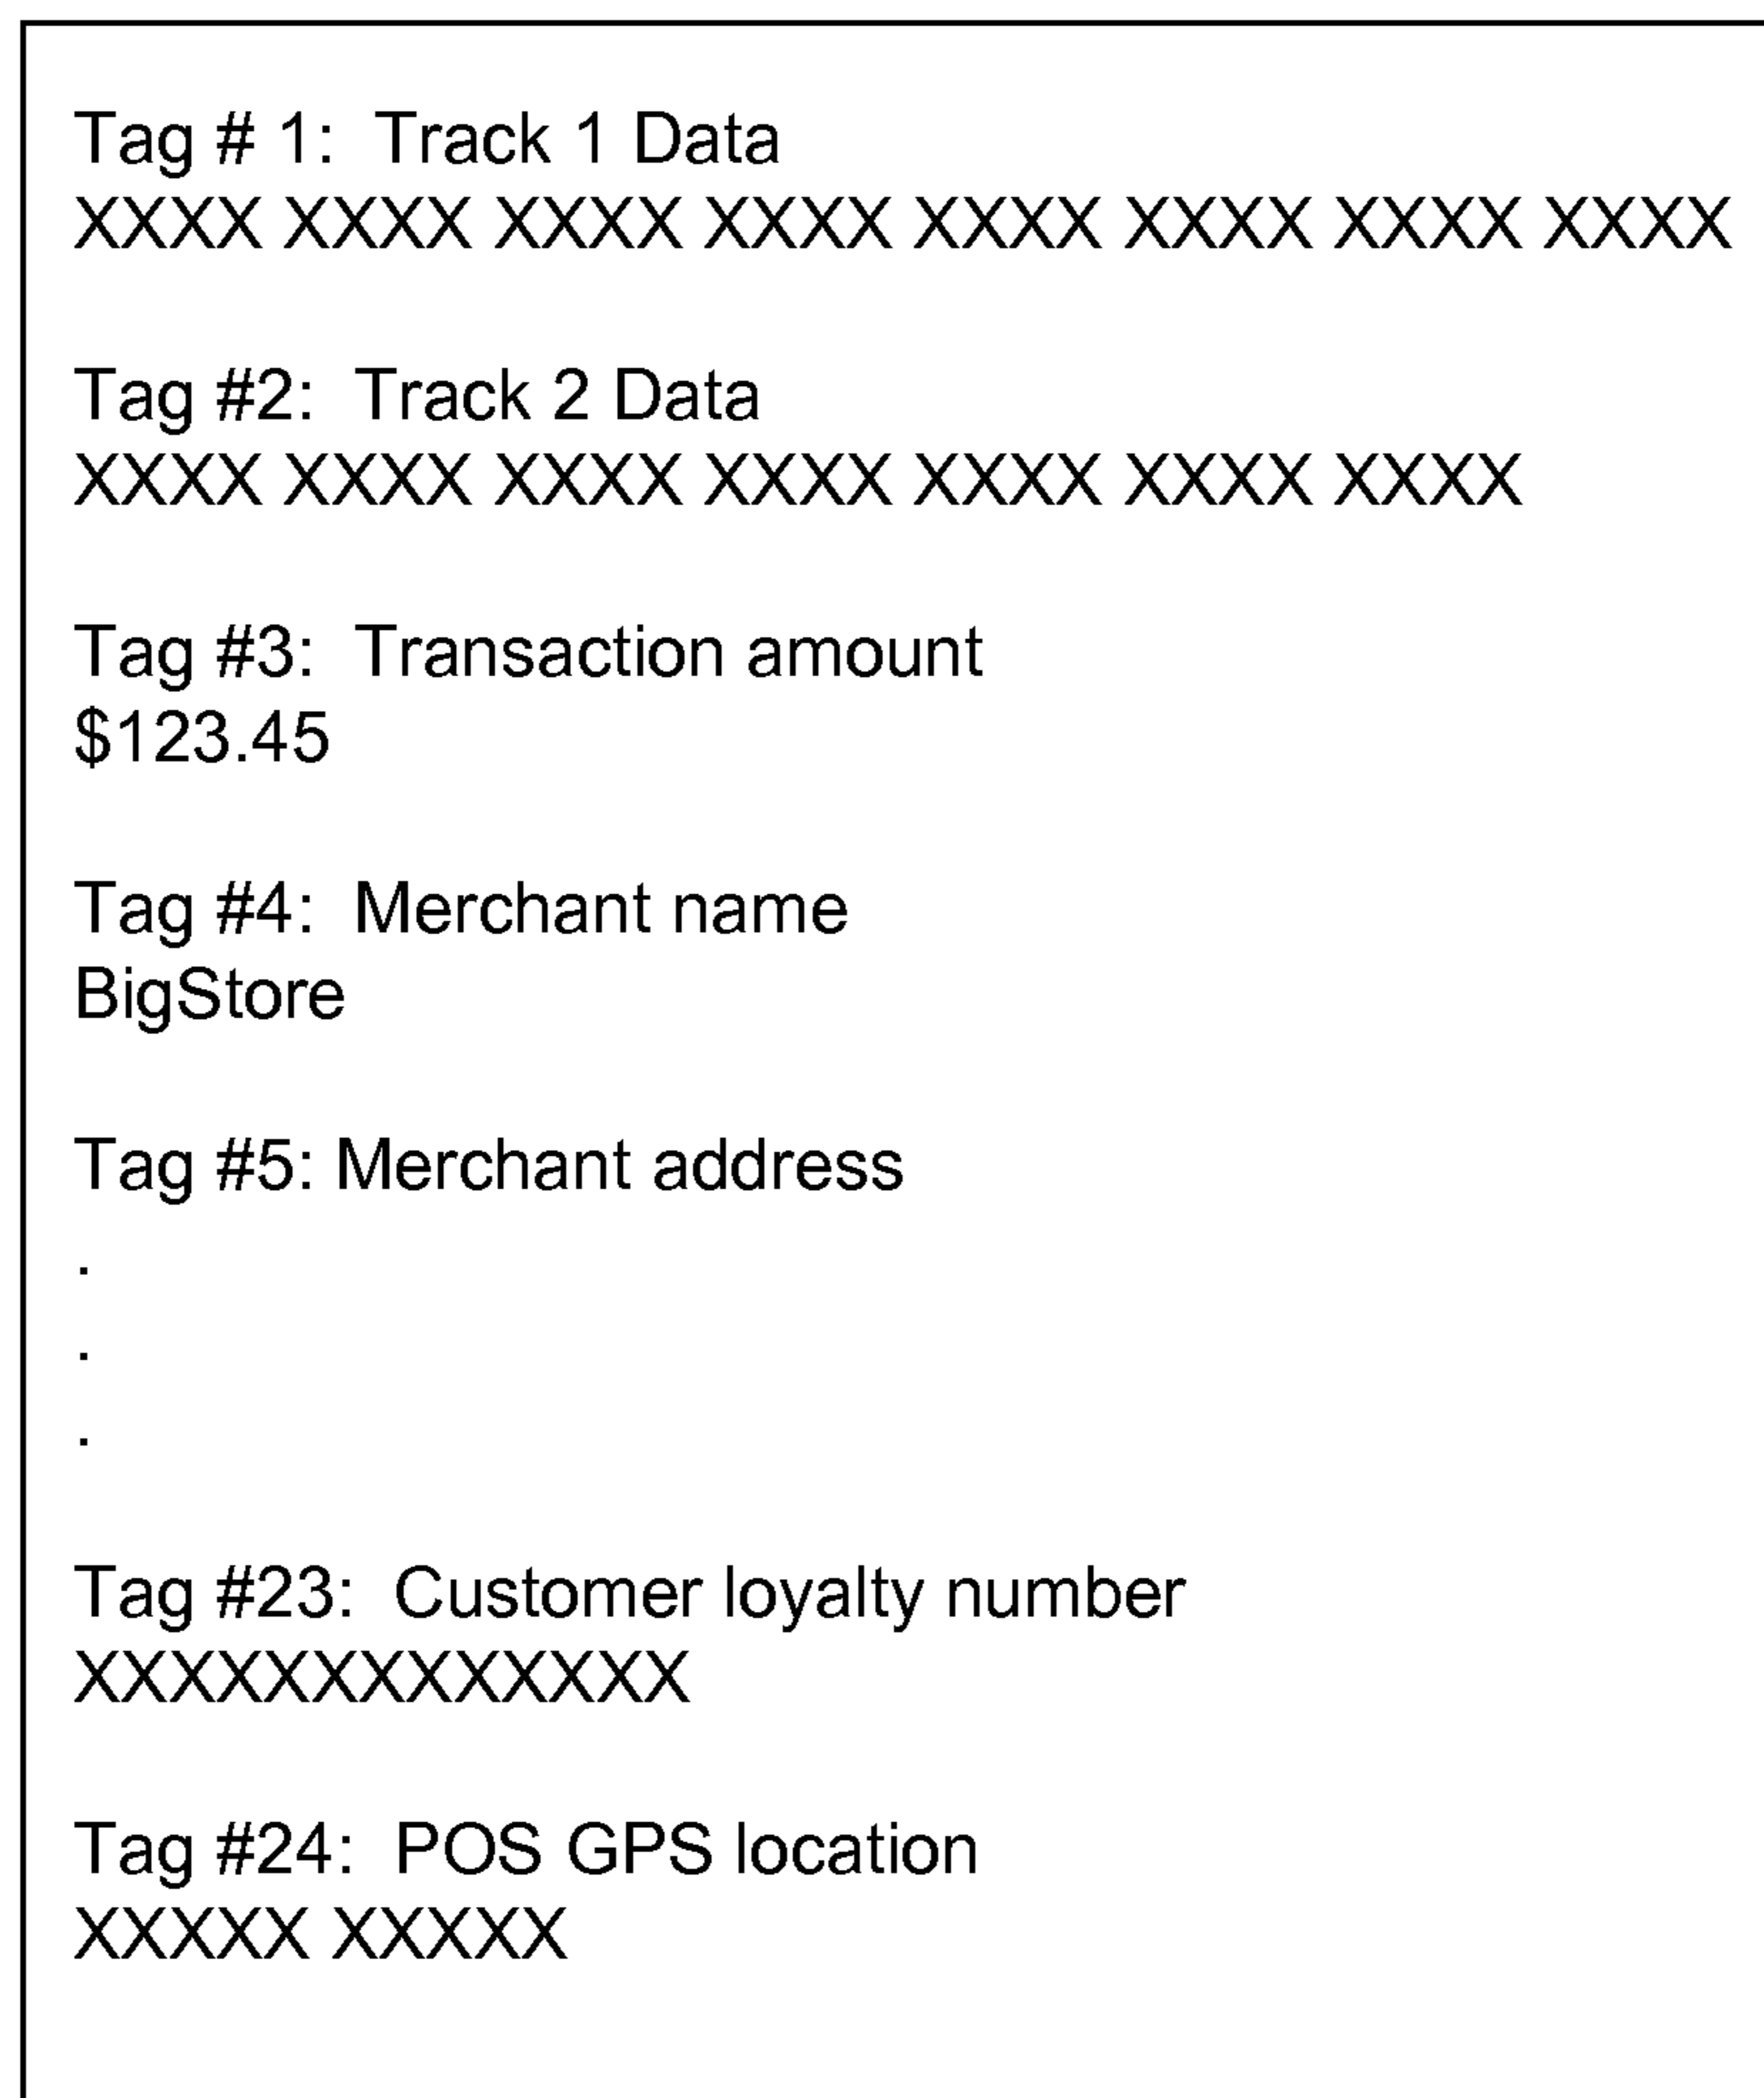 Tag # 1:  Track 1 Data
XXXX XXXX XXXX XXXX XXXX XXXX XXXX XXXX
Tag #2:  Track 2 Data
XXXX XXXX XXXX XXXX XXXX XXXX XXXX
Tag #3:  Transaction amount
$123.45
Tag #4:  Merchant name
BigStore
Tag #5: Merchant address
.
.
.
Tag #23:  Customer loyalty number
XXXXXXXXXXXXX
Tag #24:  POS GPS location
XXXXX XXXXX